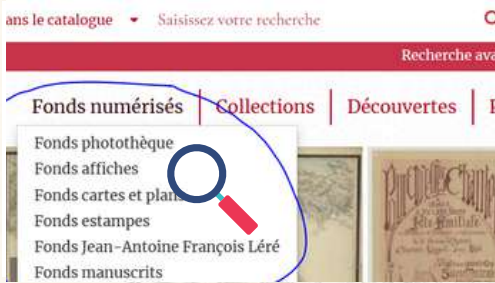 ans le catalogue Saisissez votre recherche
Recherche ava
Fonds numérisés Collections Découvertes
Fonds photothèque
Fonds affiches
Fonds cartes et plans
Fonds estampes
Fonds Jean-Antoine François Léré
Fonds manuscrits